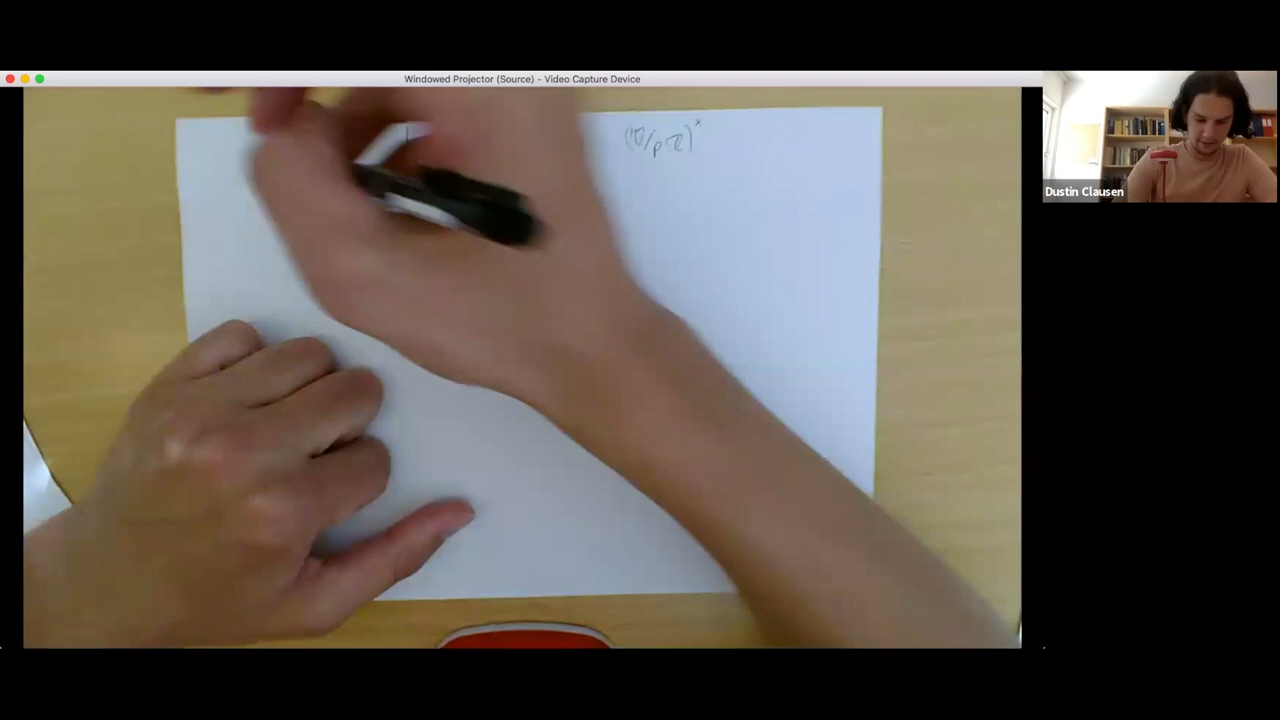 Windowed Projector (Source) - Video Capture Device
(ℤ/pℤ)^×
Dustin Clausen